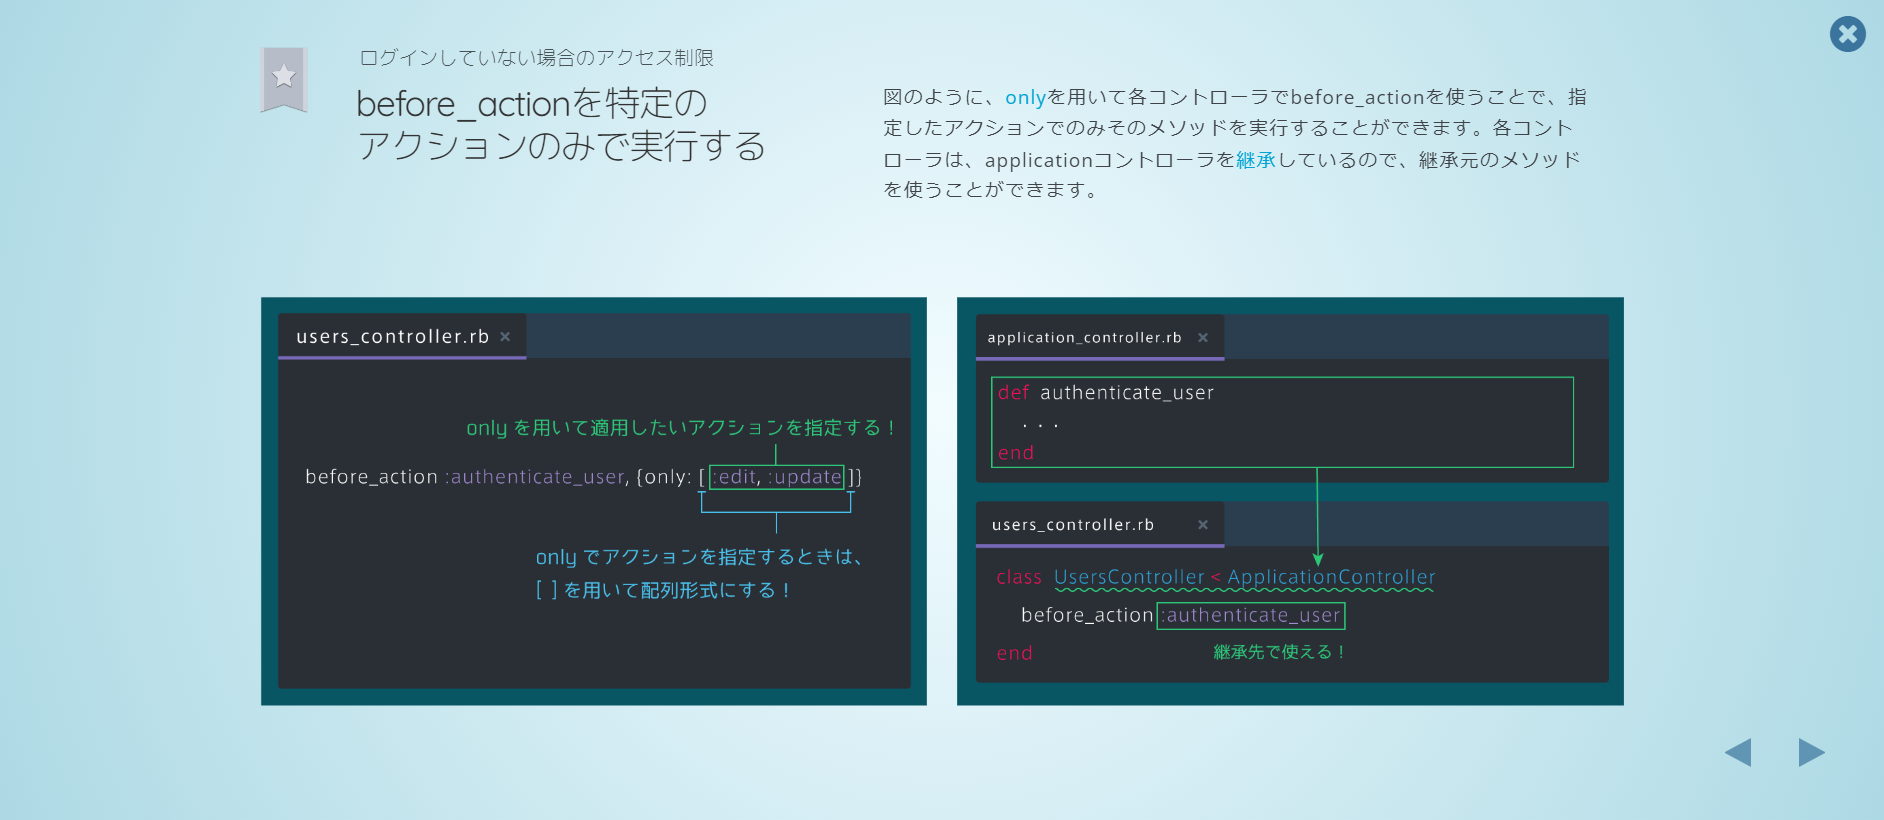 ログインしていない場合のアクセス制限
before_actionを特定の
アクションのみで実行する
図のように、onlyを用いて各コントローラでbefore_actionを使うことで、指
定したアクションでのみそのメソッドを実行することができます。各コント
ローラは、applicationコントローラを継承しているので、継承元のメソッド
を使うことができます。
users_controller.rb ×
only を用いて適用したいアクションを指定する！
before_action :authenticate_user, {only: [ :edit, :update ]}
only でアクションを指定するときは、
[ ] を用いて配列形式にする！
application_controller.rb ×
def authenticate_user
...
end
users_controller.rb ×
class UsersController < ApplicationController
before_action :authenticate_user
end
継承先で使える！